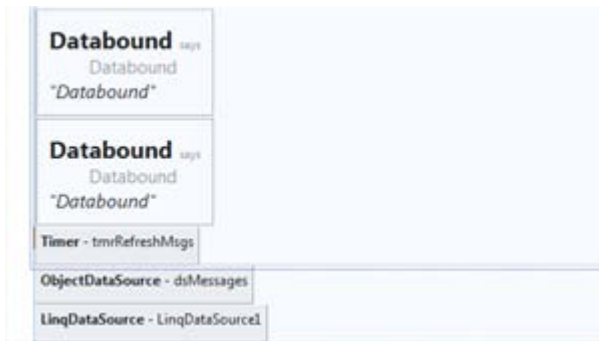 Databound says
Databound
"Databound"
Databound says
Databound
"Databound"
Timer - tmrRefreshMsgs
ObjectDataSource - dsMessages
LinqDataSource - LinqDataSource1